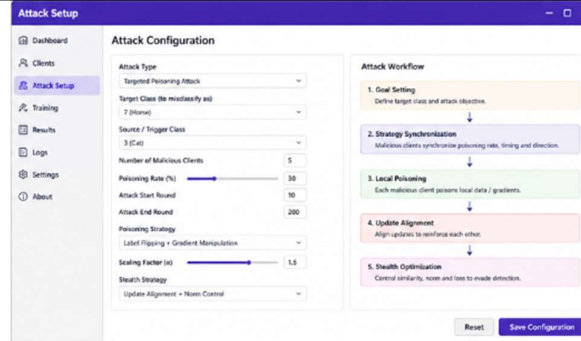 Attack Setup
Dashboard
Clients
Attack Setup
Training
Results
Logs
Settings
About
Attack Configuration
Attack Type
Targeted Poisoning Attack
Target Class (to misclassify as)
7 (Horse)
Source / Trigger Class
3 (Cat)
Number of Malicious Clients 5
Poisoning Rate (%) 30
Attack Start Round 10
Attack End Round 200
Poisoning Strategy
Label Flipping + Gradient Manipulation
Scaling Factor (α) 1.5
Stealth Strategy
Update Alignment + Norm Control
Attack Workflow
1. Goal Setting
Define target class and attack objective.
2. Strategy Synchronization
Malicious clients synchronize poisoning rate, timing and direction.
3. Local Poisoning
Each malicious client poisons local data / gradients.
4. Update Alignment
Align updates to reinforce each other.
5. Stealth Optimization
Control similarity, norm and loss to evade detection.
Reset
Save Configuration